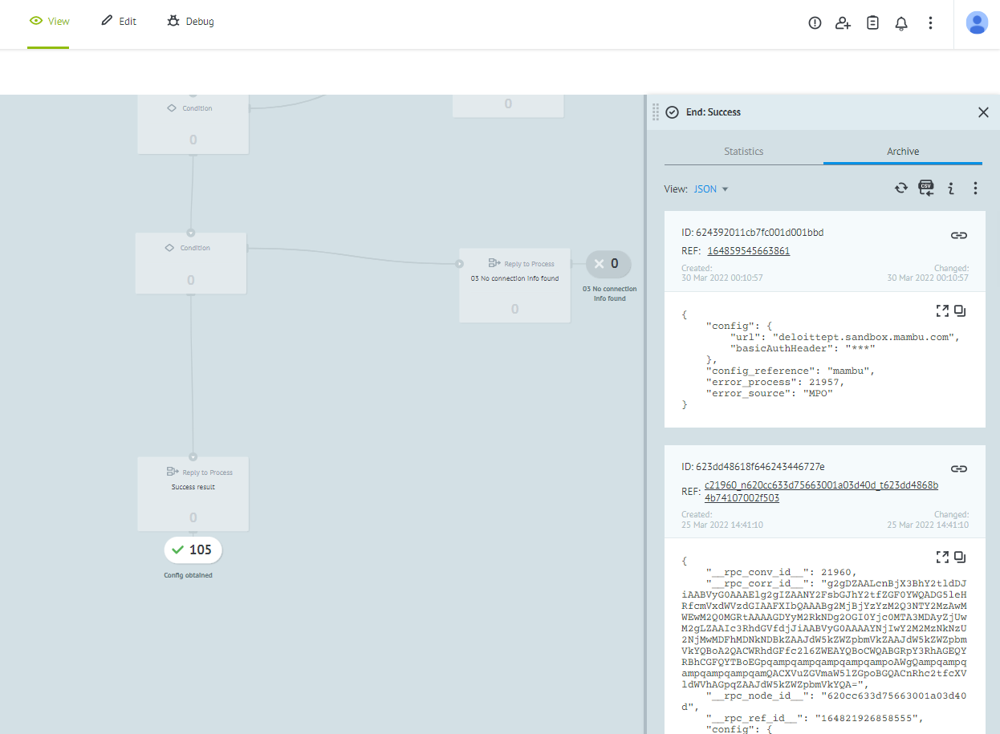 View
Edit
Debug
Condition
0
0
Condition
0
Reply to Process
03 No connection info found
0
0
03 No connection
info found
Reply to Process
Success result
0
105
Config obtained
End: Success
Statistics
Archive
View: JSON
CSV
ID: 624392011cb7fc001d001bbd
REF: 164859545663861
Created:
30 Mar 2022 00:10:57
Changed:
30 Mar 2022 00:10:57
{
"config": {
"url": "deloittept.sandbox.mambu.com",
"basicAuthHeader": "***"
},
"config_reference": "mambu",
"error_process": 21957,
"error_source": "MPO"
}
ID: 623dd48618f646243446727e
REF: c21960_n620cc633d75663001a03d40d_t623dd4868b
4b74107002f503
Created:
25 Mar 2022 14:41:10
Changed:
25 Mar 2022 14:41:10
{
"__rpc_conv_id__": 21960,
"__rpc_corr_id__": "g2gDZAALcnBjX3BhY2tldDJ
iAABVyG0AAAElg2gIZAANY2FsbGJhY2tfZGF0YWQADG5leH
RfcmVxdWVzdGIAAFXIbQAAABg2MjBjYzYzM2Q3NTY2MzAwM
WEwM2Q0MGRtAAAAGDYyM2RkNDg2OGI0Yjc0MTA3MDAyZjUw
M2gLZAAIc3RhdGVfdjJiAABVyG0AAAAYNjIwY2M2MzNkNzU
2NjMwMDFhMDNkNDBkZAAJdW5kZWZpbmVkZAAJdW5kZWZpbm
VkYQBoA2QACWRhdGFfc2l6ZWEAYQBoCWQABGRpY3RhAGEQY
RBhCGFQYTBoEGpqampqampqampqampqampoAWgQampqampq
ampqampqampqamQACXVuZGVmaW5lZGpoBGQACnRhc2tfcXV
ldWVhAGpqZAAJdW5kZWZpbmVkYQA=",
"__rpc_node_id__": "620cc633d75663001a03d40
d",
"__rpc_ref_id__": "164821926858555",
"config": {